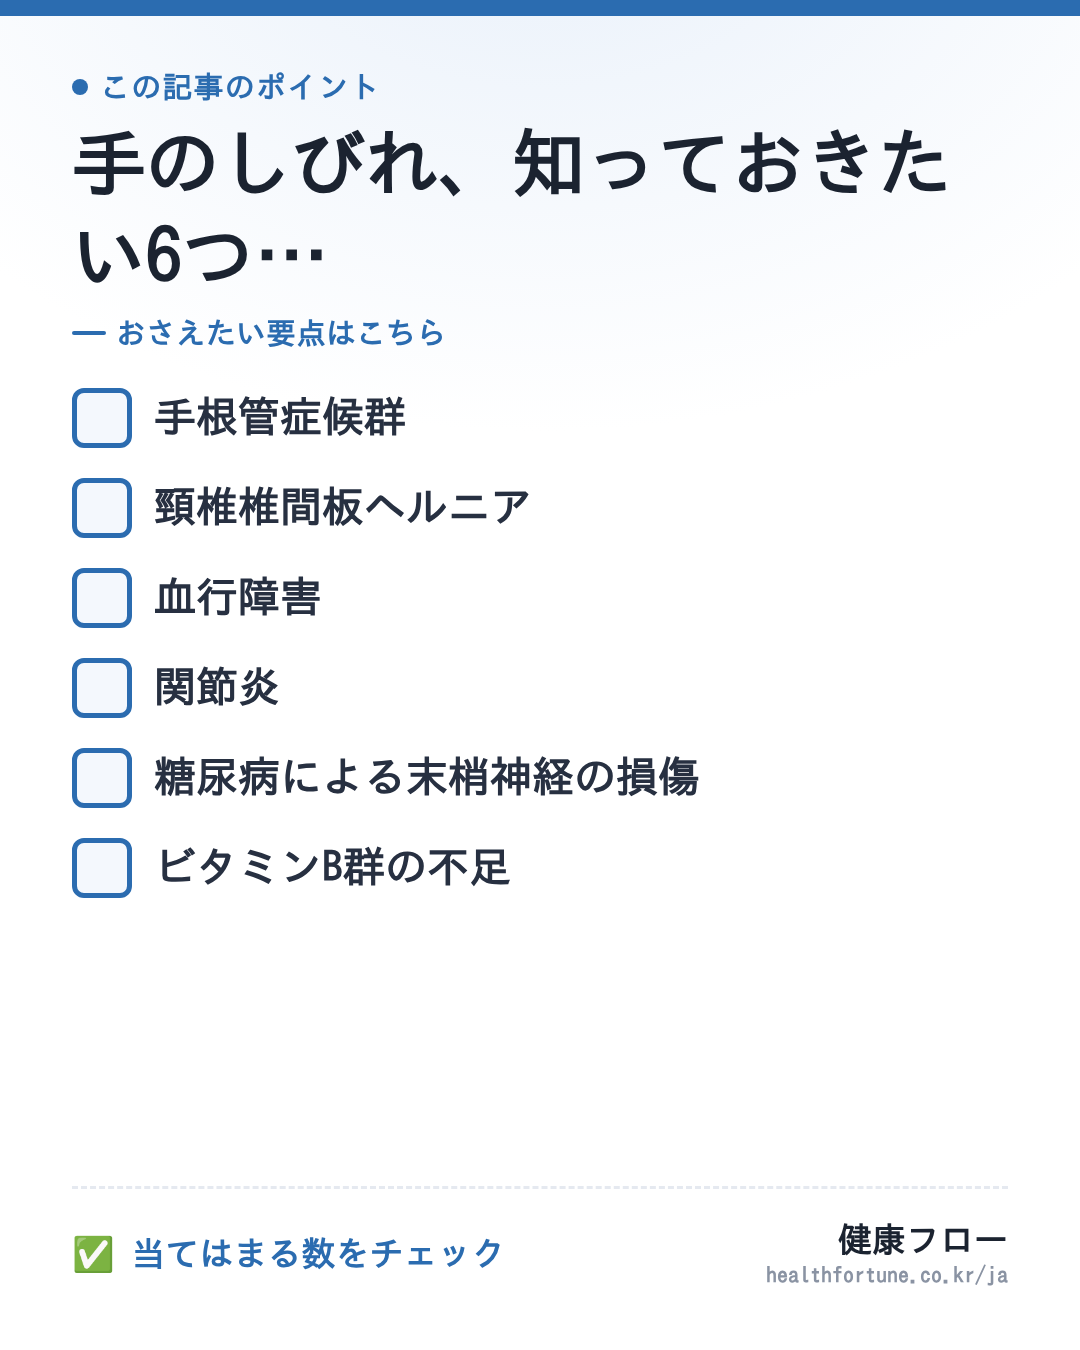 この記事のポイント
手のしびれ、知っておきた
い6つ…
おさえたい要点はこちら
手根管症候群
頸椎椎間板ヘルニア
血行障害
関節炎
糖尿病による末梢神経の損傷
ビタミンB群の不足
当てはまる数をチェック
健康フロー
healthfortune.co.kr/ja